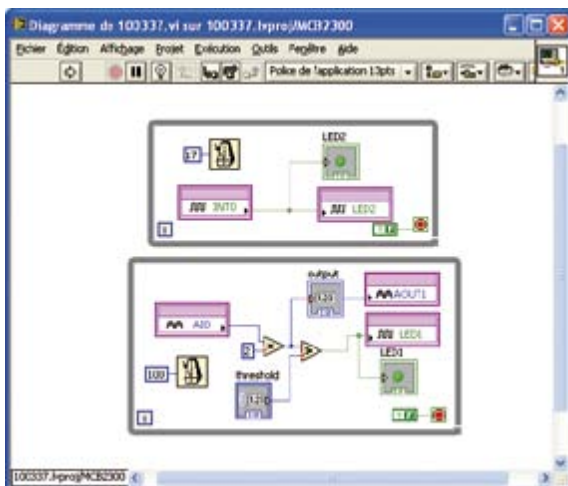 Diagramme de 100337.vi sur 100337.lvproj/MCB2300
Fichier Édition Affichage Projet Exécution Outils Fenêtre Aide
Police de l'application 13pts
LED2
17
INT0
LED2
i
output
AOUT1
AI0
LED1
2
LED1
100
threshold
i
100337.lvproj/MCB2300